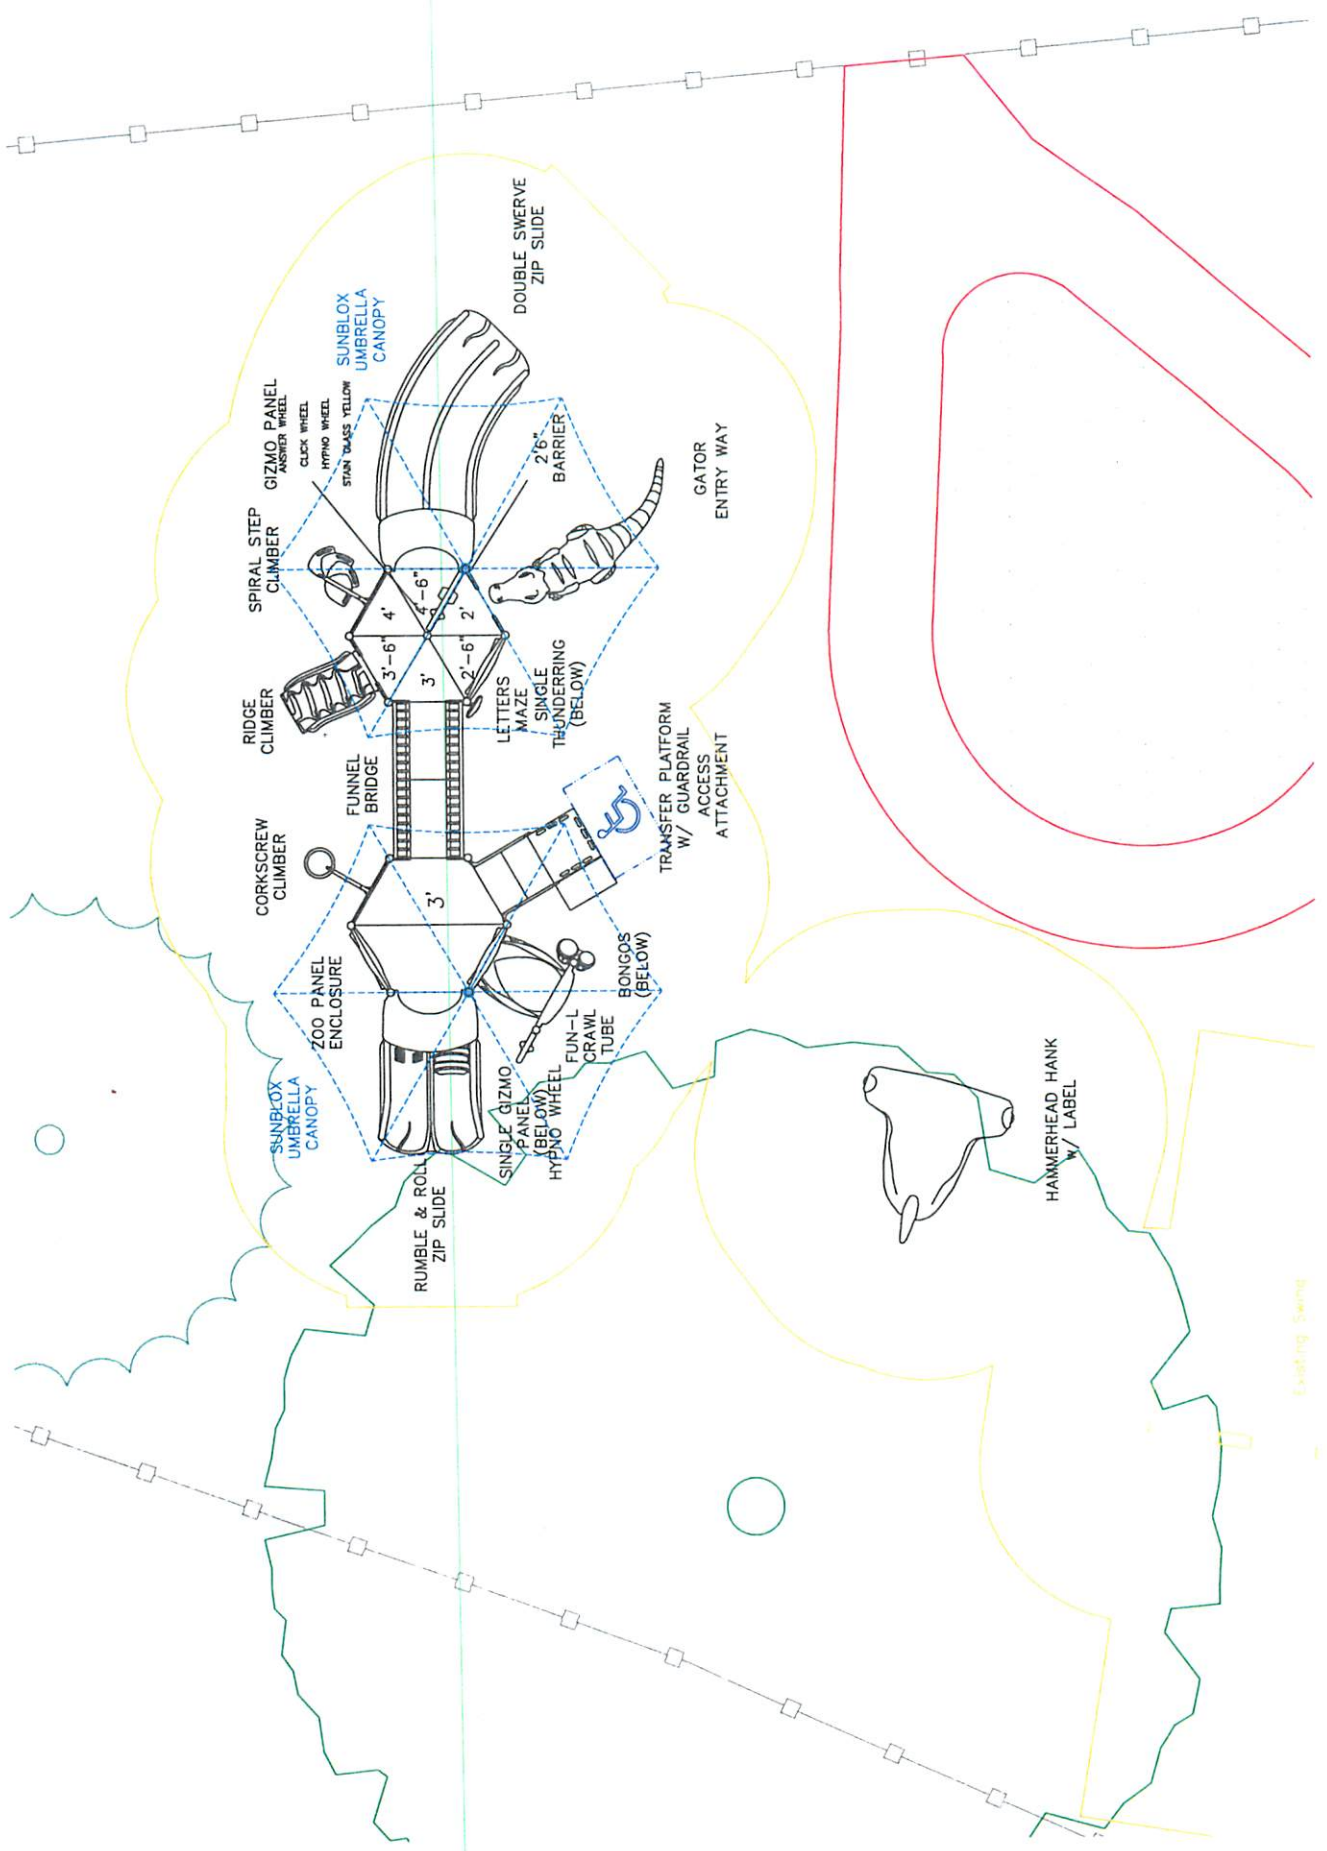 SUNBLOX
UMBRELLA
CANOPY
ZOO PANEL
ENCLOSURE
CORKSCREW
CLIMBER
FUNNEL
BRIDGE
RIDGE
CLIMBER
SPIRAL STEP
CLIMBER
GIZMO PANEL
ANSWER WHEEL
CLICK WHEEL
HYPNO WHEEL
STAIN GLASS YELLOW
SUNBLOX
UMBRELLA
CANOPY
DOUBLE SWERVE
ZIP SLIDE
3'
3'
3'-6"
4'
4'-6"
2'
2'-6"
2'6"
BARRIER
GATOR
ENTRY WAY
LETTERS
MAZE
SINGLE
THUNDERRING
(BELOW)
TRANSFER PLATFORM
W/ GUARDRAIL
ACCESS
ATTACHMENT
BONGOS
(BELOW)
FUN-L
CRAWL
TUBE
SINGLE GIZMO
PANEL
(BELOW)
HYPNO WHEEL
RUMBLE & ROLL
ZIP SLIDE
HAMMERHEAD HANK
W/ LABEL
Existing Swing